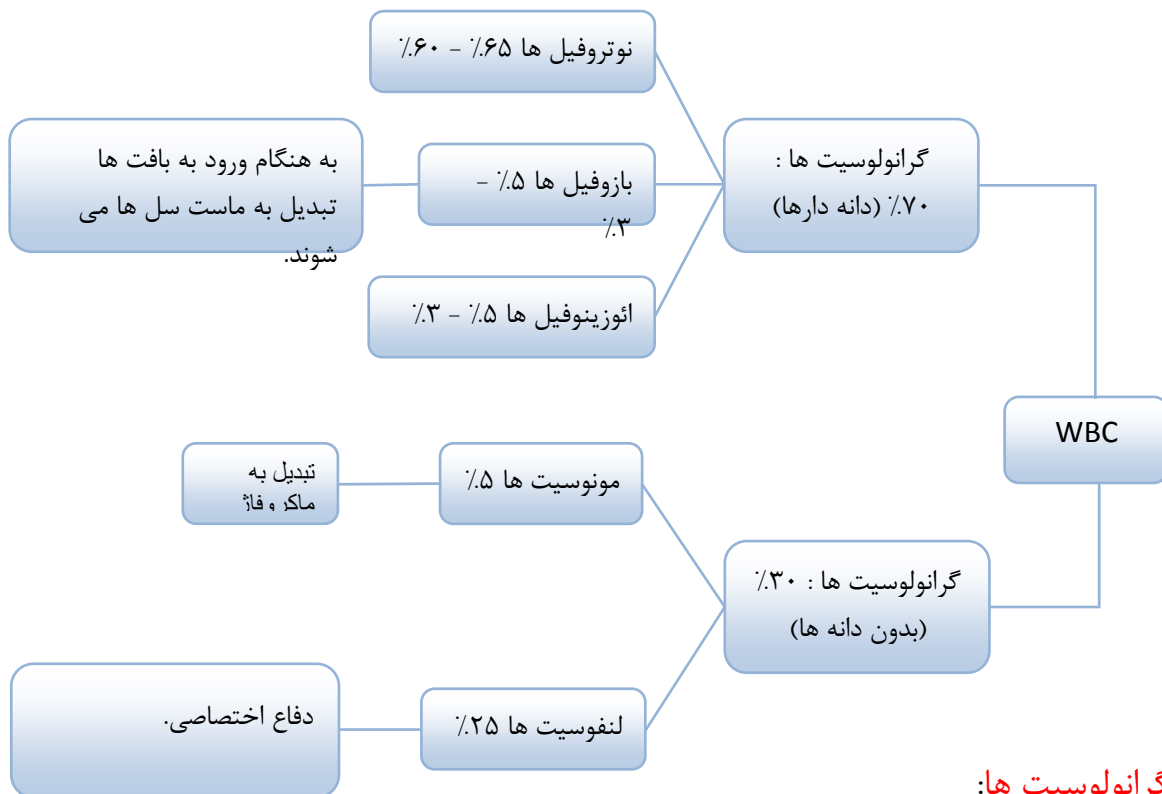 نوتروفیل ها ۶۵٪ – ۶۰٪
گرانولوسیت ها :
۷۰٪ (دانه دارها)
بازوفیل ها ۵٪ –
۳٪
به هنگام ورود به بافت ها
تبدیل به ماست سل ها می
شوند.
ائوزینوفیل ها ۵٪ – ۳٪
WBC
مونوسیت ها ۵٪
تبدیل به
ماکروفاژ
گرانولوسیت ها : ۳۰٪
(بدون دانه ها)
لنفوسیت ها ۲۵٪
دفاع اختصاصی.
گرانولوسیت ها: